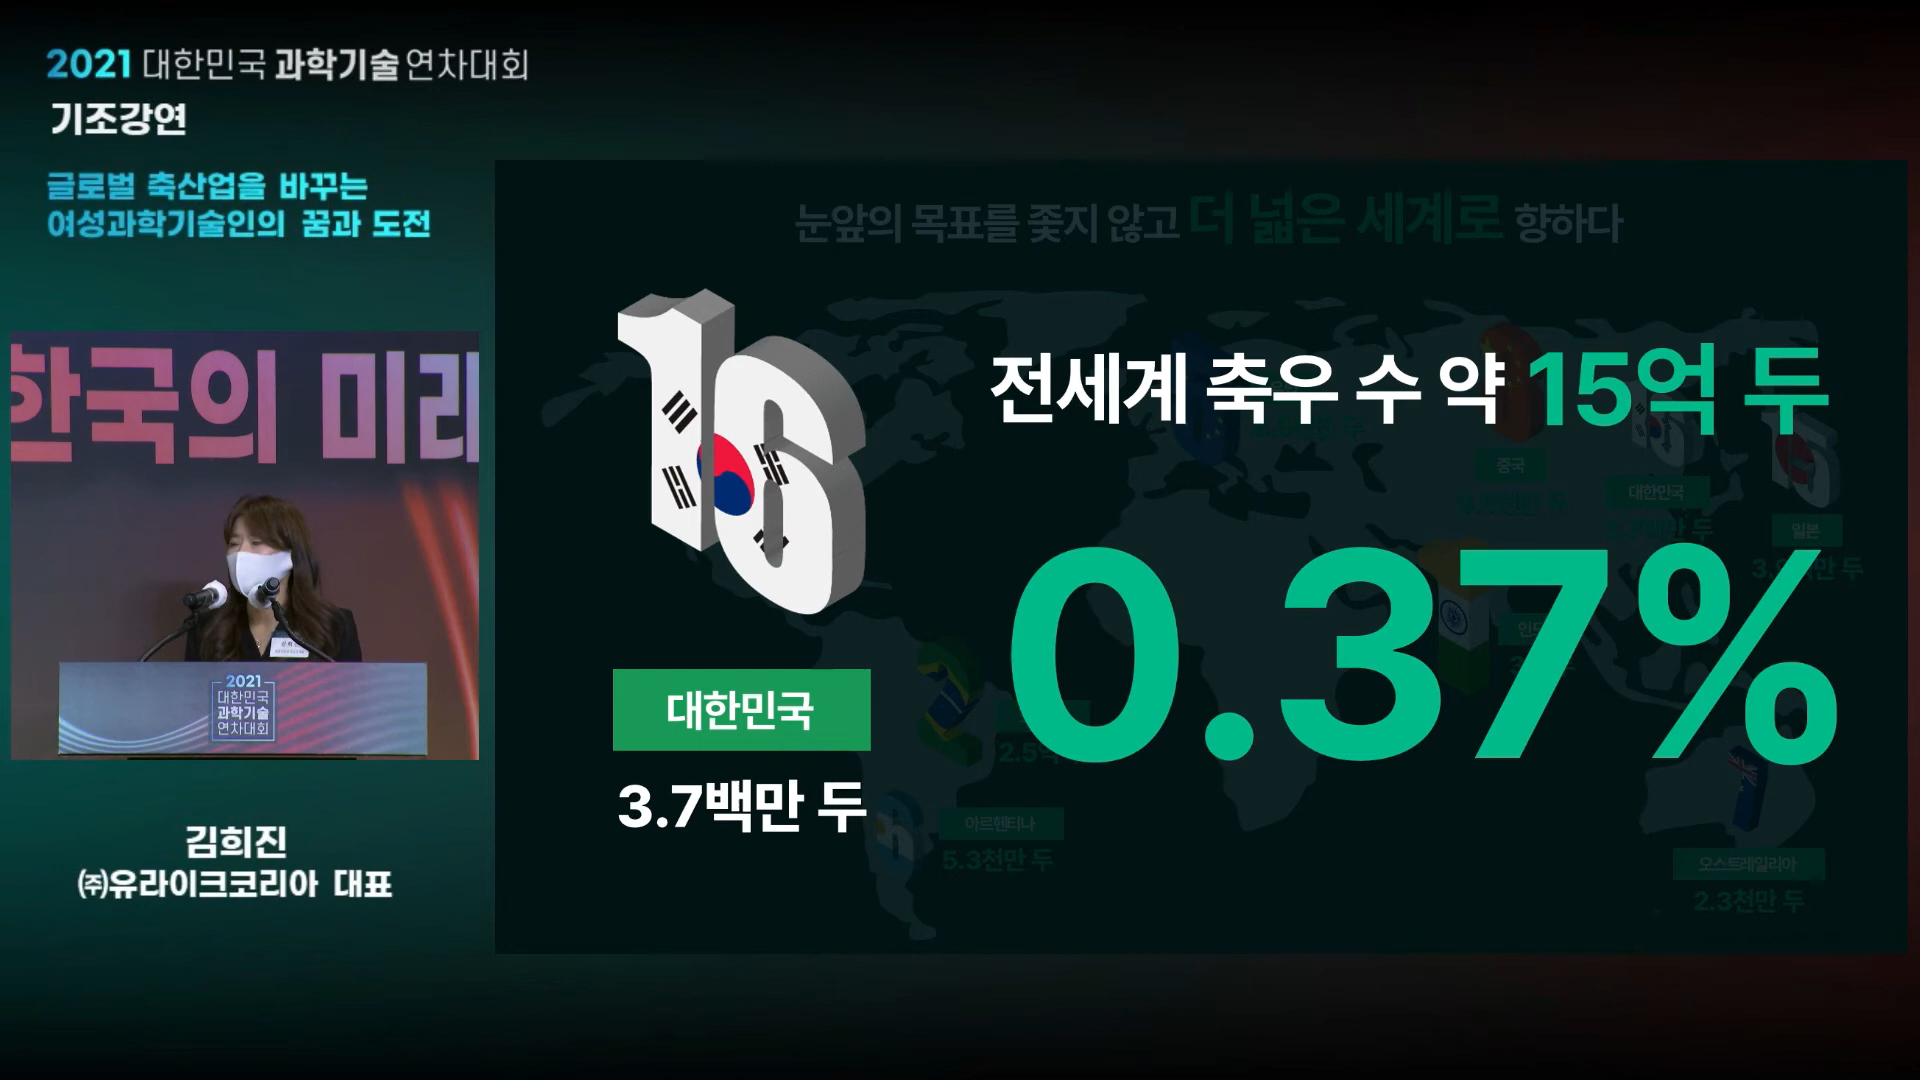 2021 대한민국 과학기술 연차대회
기조강연
글로벌 축산업을 바꾸는
여성과학기술인의 꿈과 도전
한국의 미래
2021
대한민국
과학기술
연차대회
김희진
㈜유라이크코리아 대표
눈앞의 목표를 좇지 않고 더 넓은 세계로 향하다
16
대한민국
3.7백만 두
전세계 축우 수 약 15억 두
0.37%
중국
대한민국
일본
2.5억
아르헨티나
5.3천만 두
오스트레일리아
2.3천만 두